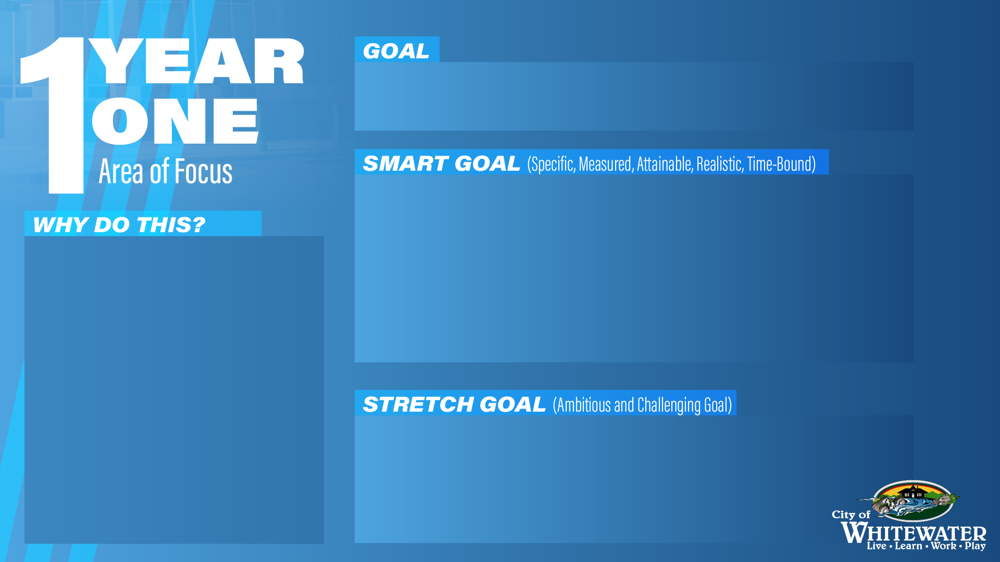 1 YEAR
ONE
Area of Focus
WHY DO THIS?
GOAL
SMART GOAL (Specific, Measured, Attainable, Realistic, Time-Bound)
STRETCH GOAL (Ambitious and Challenging Goal)
City of
WHITEWATER
Live • Learn • Work • Play